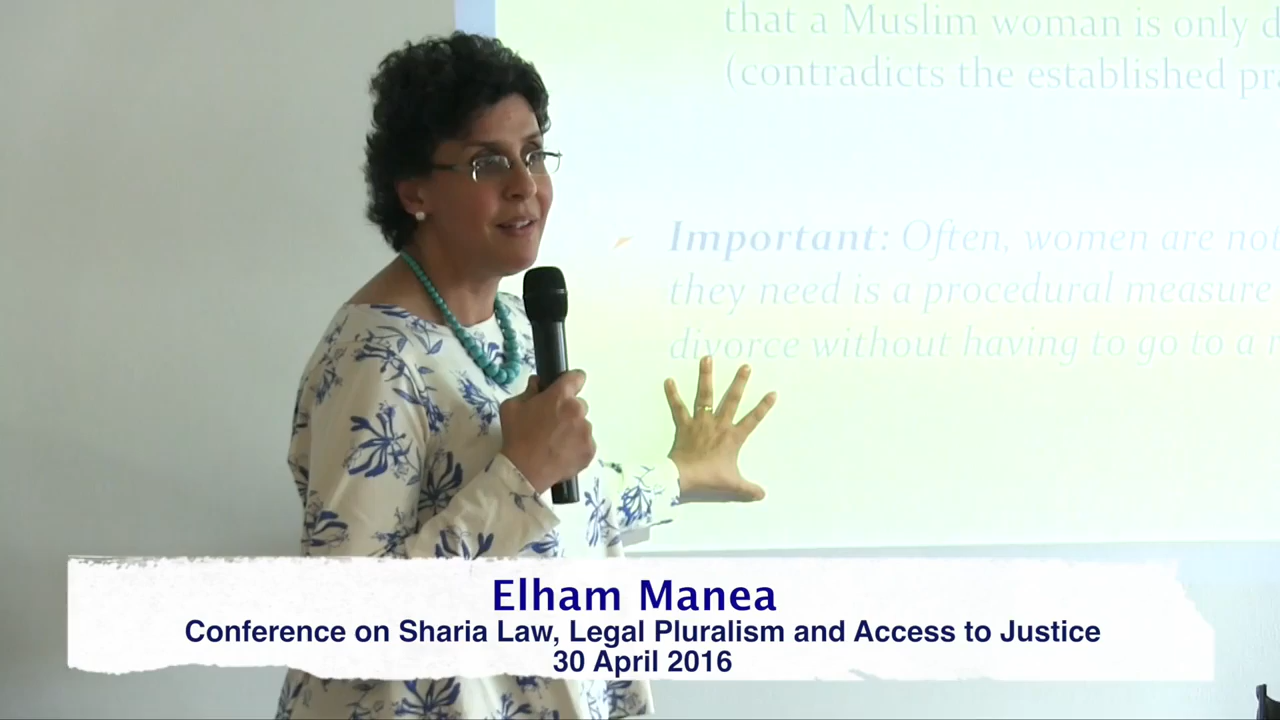 that a Muslim woman is only
(contradicts the established
Important: Often, women are not
they need is a procedural measure
divorce without having to go to a
Elham Manea
Conference on Sharia Law, Legal Pluralism and Access to Justice
30 April 2016